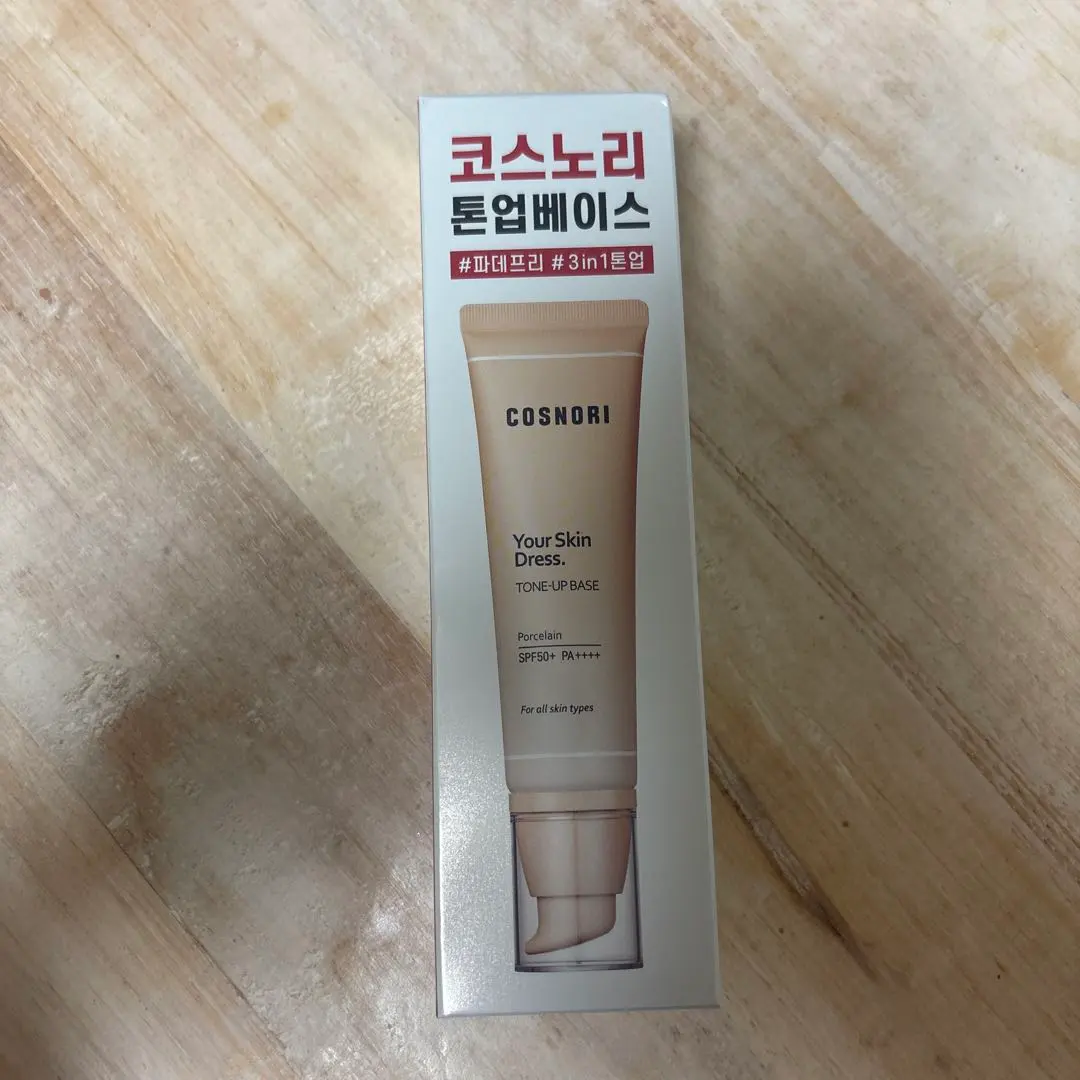 코스노리
톤업베이스
#파데프리 #3in1톤업
COSNORI
Your Skin
Dress.
TONE-UP BASE
Porcelain
SPF50+ PA++++
For all skin types